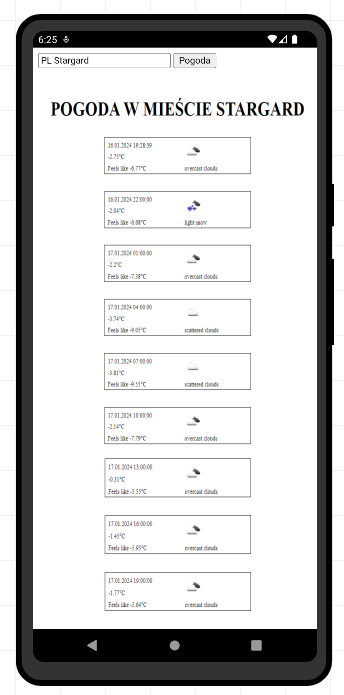 6:25
PL Stargard Pogoda
POGODA W MIEŚCIE STARGARD
16.01.2024 19:28:39
-2.75°C
Feels like -6.77°C overcast clouds
16.01.2024 22:00:00
-2.04°C
Feels like -6.68°C light snow
17.01.2024 01:00:00
-2.2°C
Feels like -7.38°C overcast clouds
17.01.2024 04:00:00
-3.74°C
Feels like -9.05°C scattered clouds
17.01.2024 07:00:00
-3.81°C
Feels like -9.55°C scattered clouds
17.01.2024 10:00:00
-2.14°C
Feels like -7.79°C overcast clouds
17.01.2024 13:00:00
-0.31°C
Feels like -5.55°C overcast clouds
17.01.2024 16:00:00
-1.45°C
Feels like -5.93°C overcast clouds
17.01.2024 19:00:00
-1.77°C
Feels like -5.64°C overcast clouds